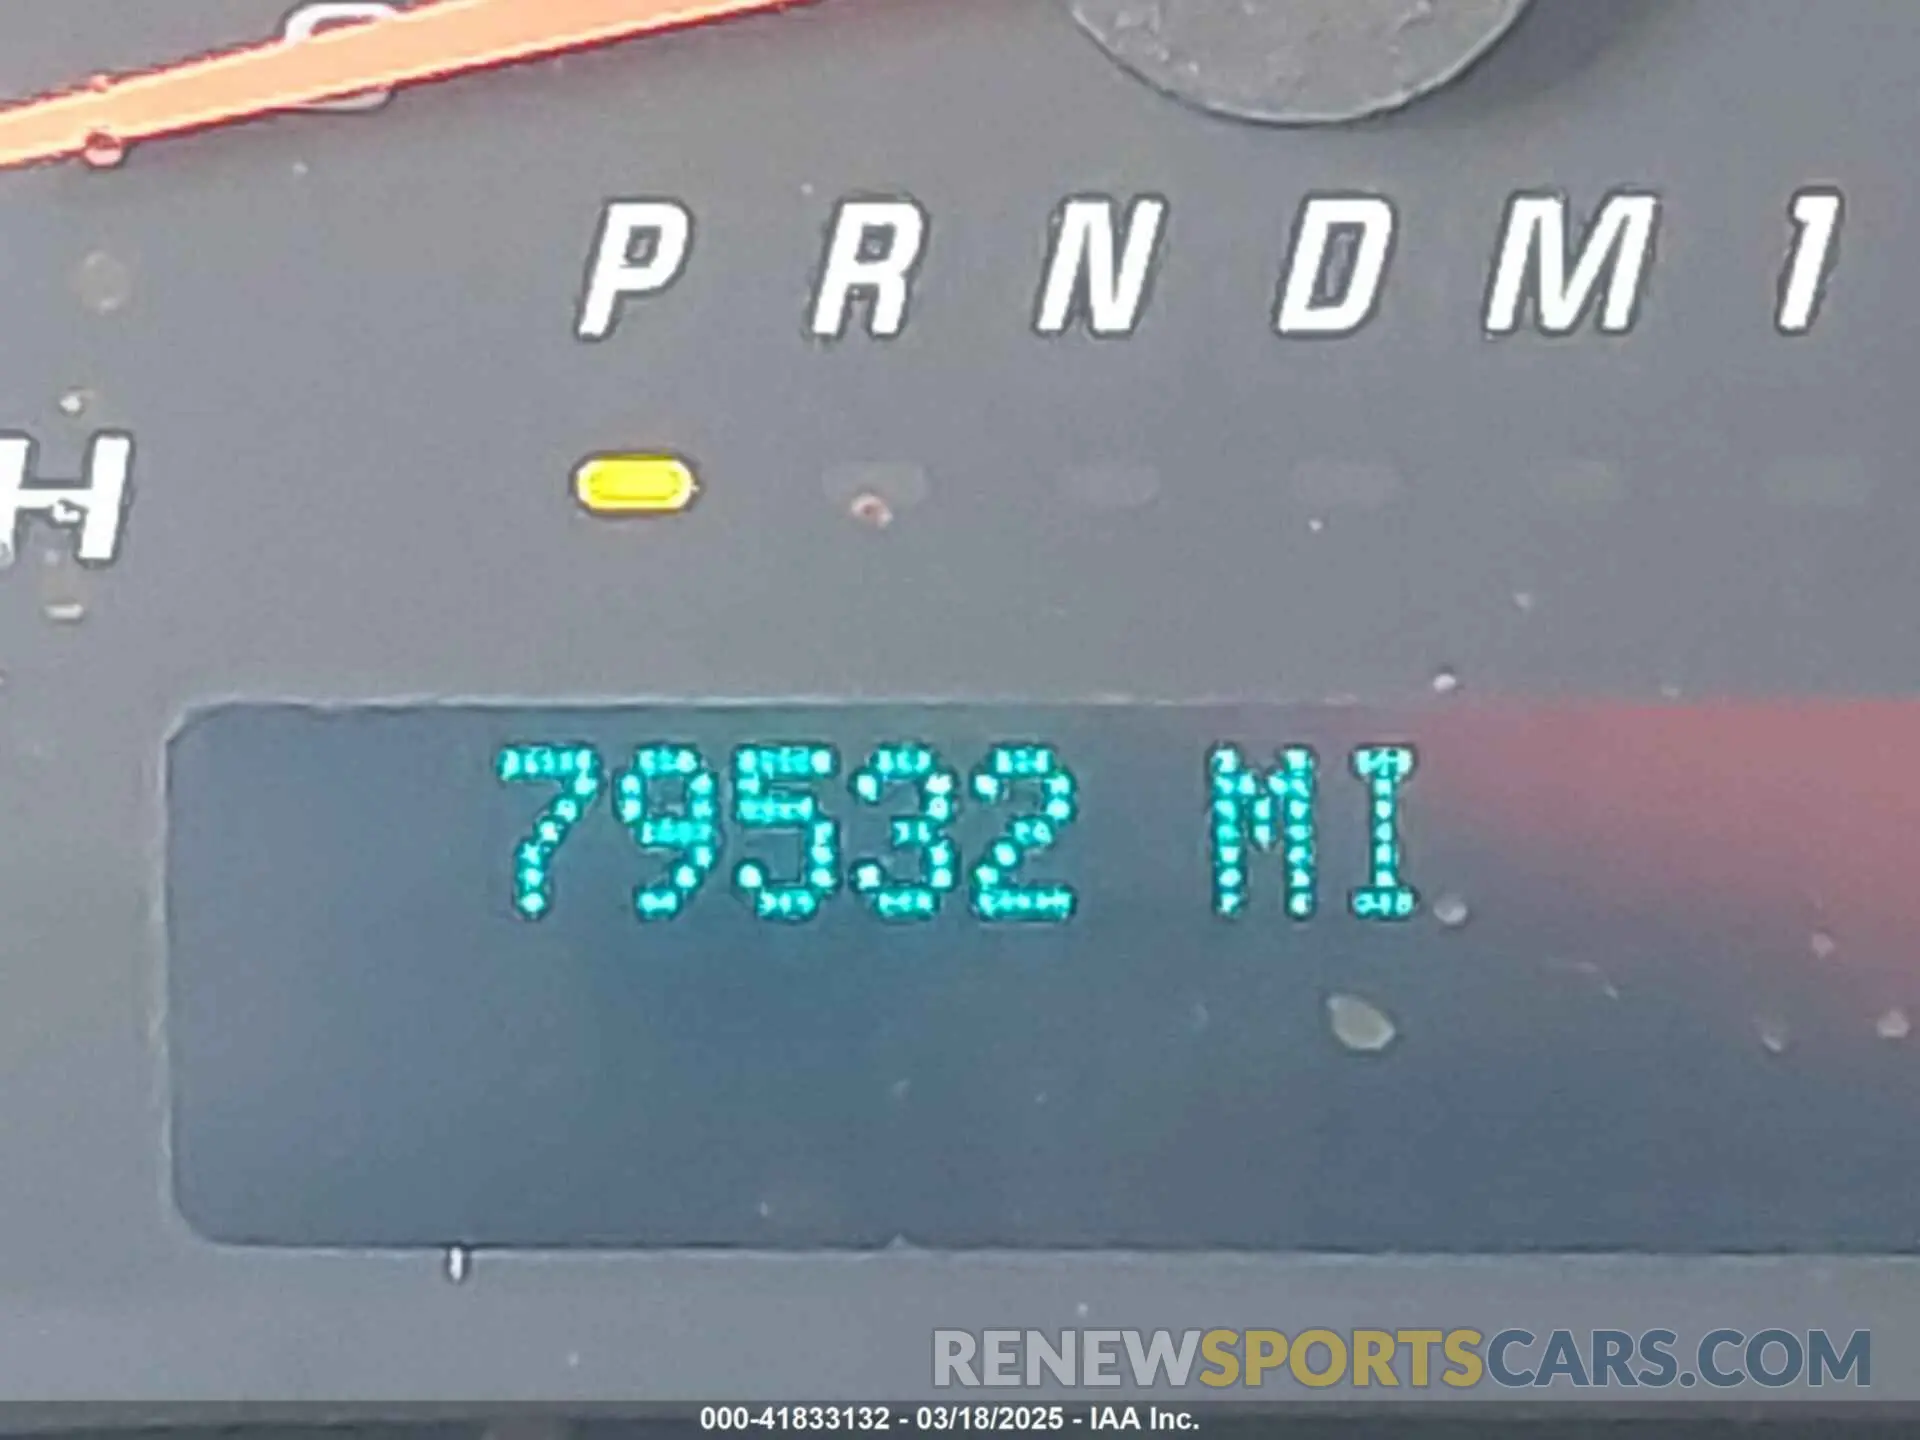 P R N D M 1
H
79532 MI
RENEWSPORTSCARS.COM
000-41833132 - 03/18/2025 - IAA Inc.